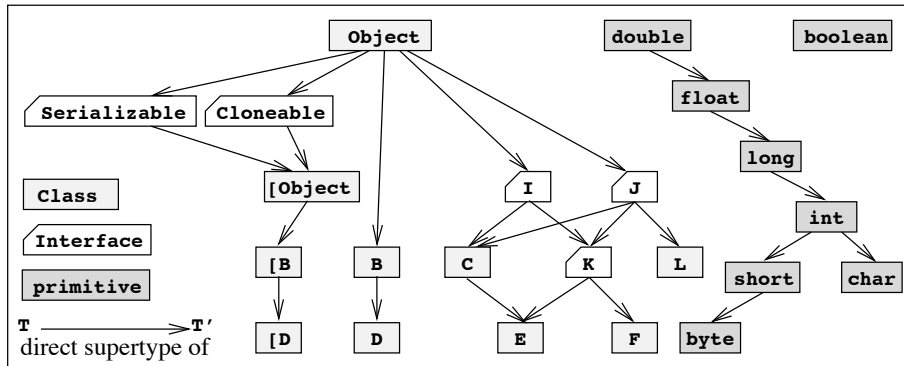 Object
double
boolean
Serializable
Cloneable
float
long
[Object
I
J
Class
int
Interface
[B
B
C
K
L
short
char
primitive
T
T'
direct supertype of
[D
D
E
F
byte